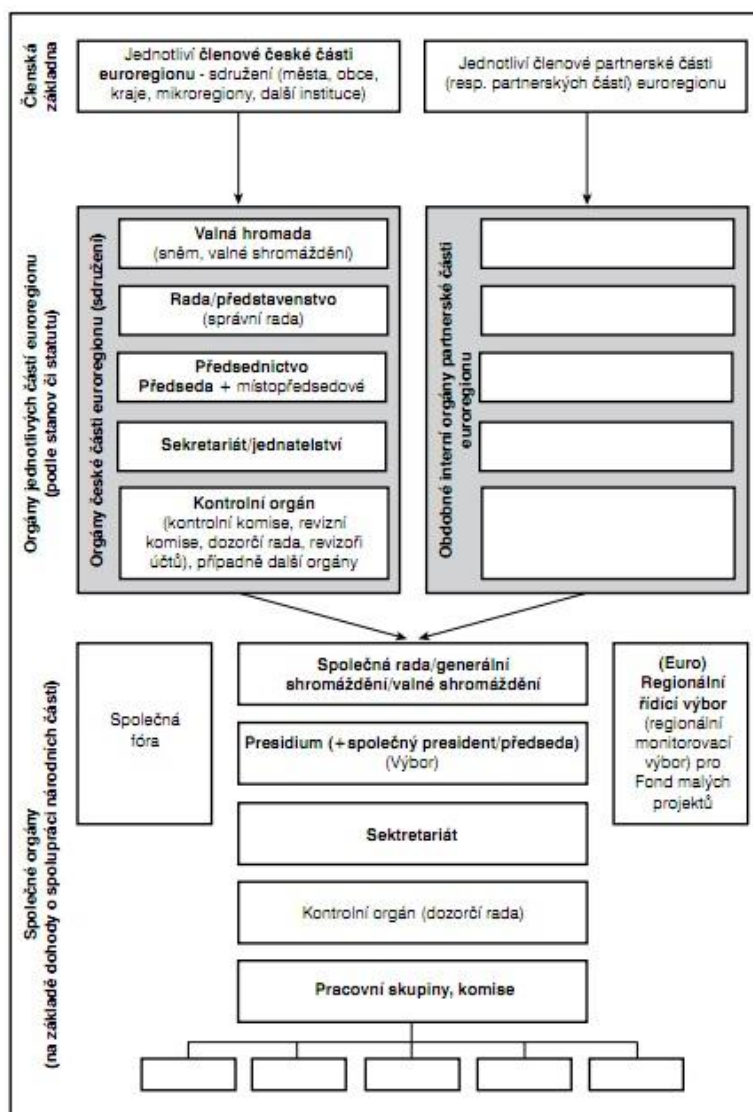 Členská
základna
Jednotliví členové české části
euroregionu - sdružení (města, obce,
kraje, mikroregiony, další instituce)
Jednotliví členové partnerské části
(resp. partnerských částí) euroregionu
Orgány jednotlivých částí euroregionu
(podle stanov či statutu)
Orgány české části euroregionu (sdružení)
Valná hromada
(sněm, valné shromáždění)
Rada/představenstvo
(správní rada)
Předsednictvo
Předseda + místopředsedové
Sekretariát/jednatelství
Kontrolní orgán
(kontrolní komise, revizní
komise, dozorčí rada, revizoři
účtů), případně další orgány
Obdobné interní orgány partnerské části
euroregionu
Společné orgány
(na základě dohody o spolupráci národních částí)
Společná
fóra
Společná rada/generální
shromáždění/valné shromáždění
Presidium (+společný president/předseda)
(Výbor)
Sektretariát
Kontrolní orgán (dozorčí rada)
Pracovní skupiny, komise
(Euro)
Regionální
řídící výbor
(regionální
monitorovací
výbor) pro
Fond malých
projektů